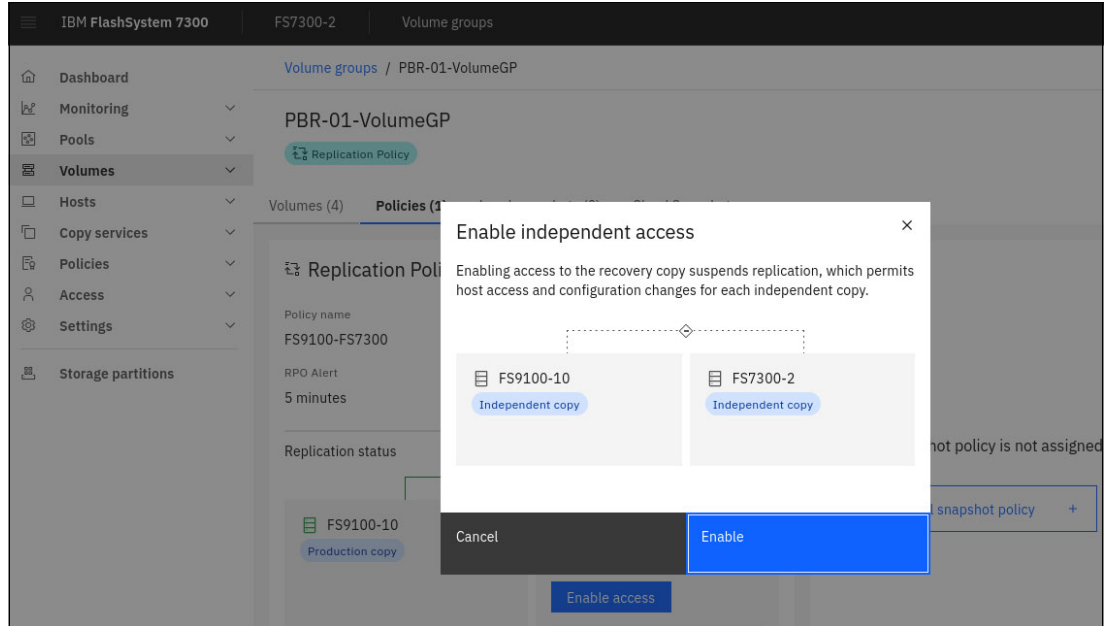 IBM FlashSystem 7300
FS7300-2
Volume groups
Dashboard
Monitoring
Pools
Volumes
Hosts
Copy services
Policies
Access
Settings
Storage partitions
Volume groups / PBR-01-VolumeGP
PBR-01-VolumeGP
Replication Policy
Volumes (4)
Policies (1)
Replication Poli
Policy name
FS9100-FS7300
RPO Alert
5 minutes
Replication status
FS9100-10
Production copy
Enable access
Enable independent access
Enabling access to the recovery copy suspends replication, which permits
host access and configuration changes for each independent copy.
FS9100-10
Independent copy
FS7300-2
Independent copy
Cancel
Enable
not policy is not assigned
l snapshot policy +